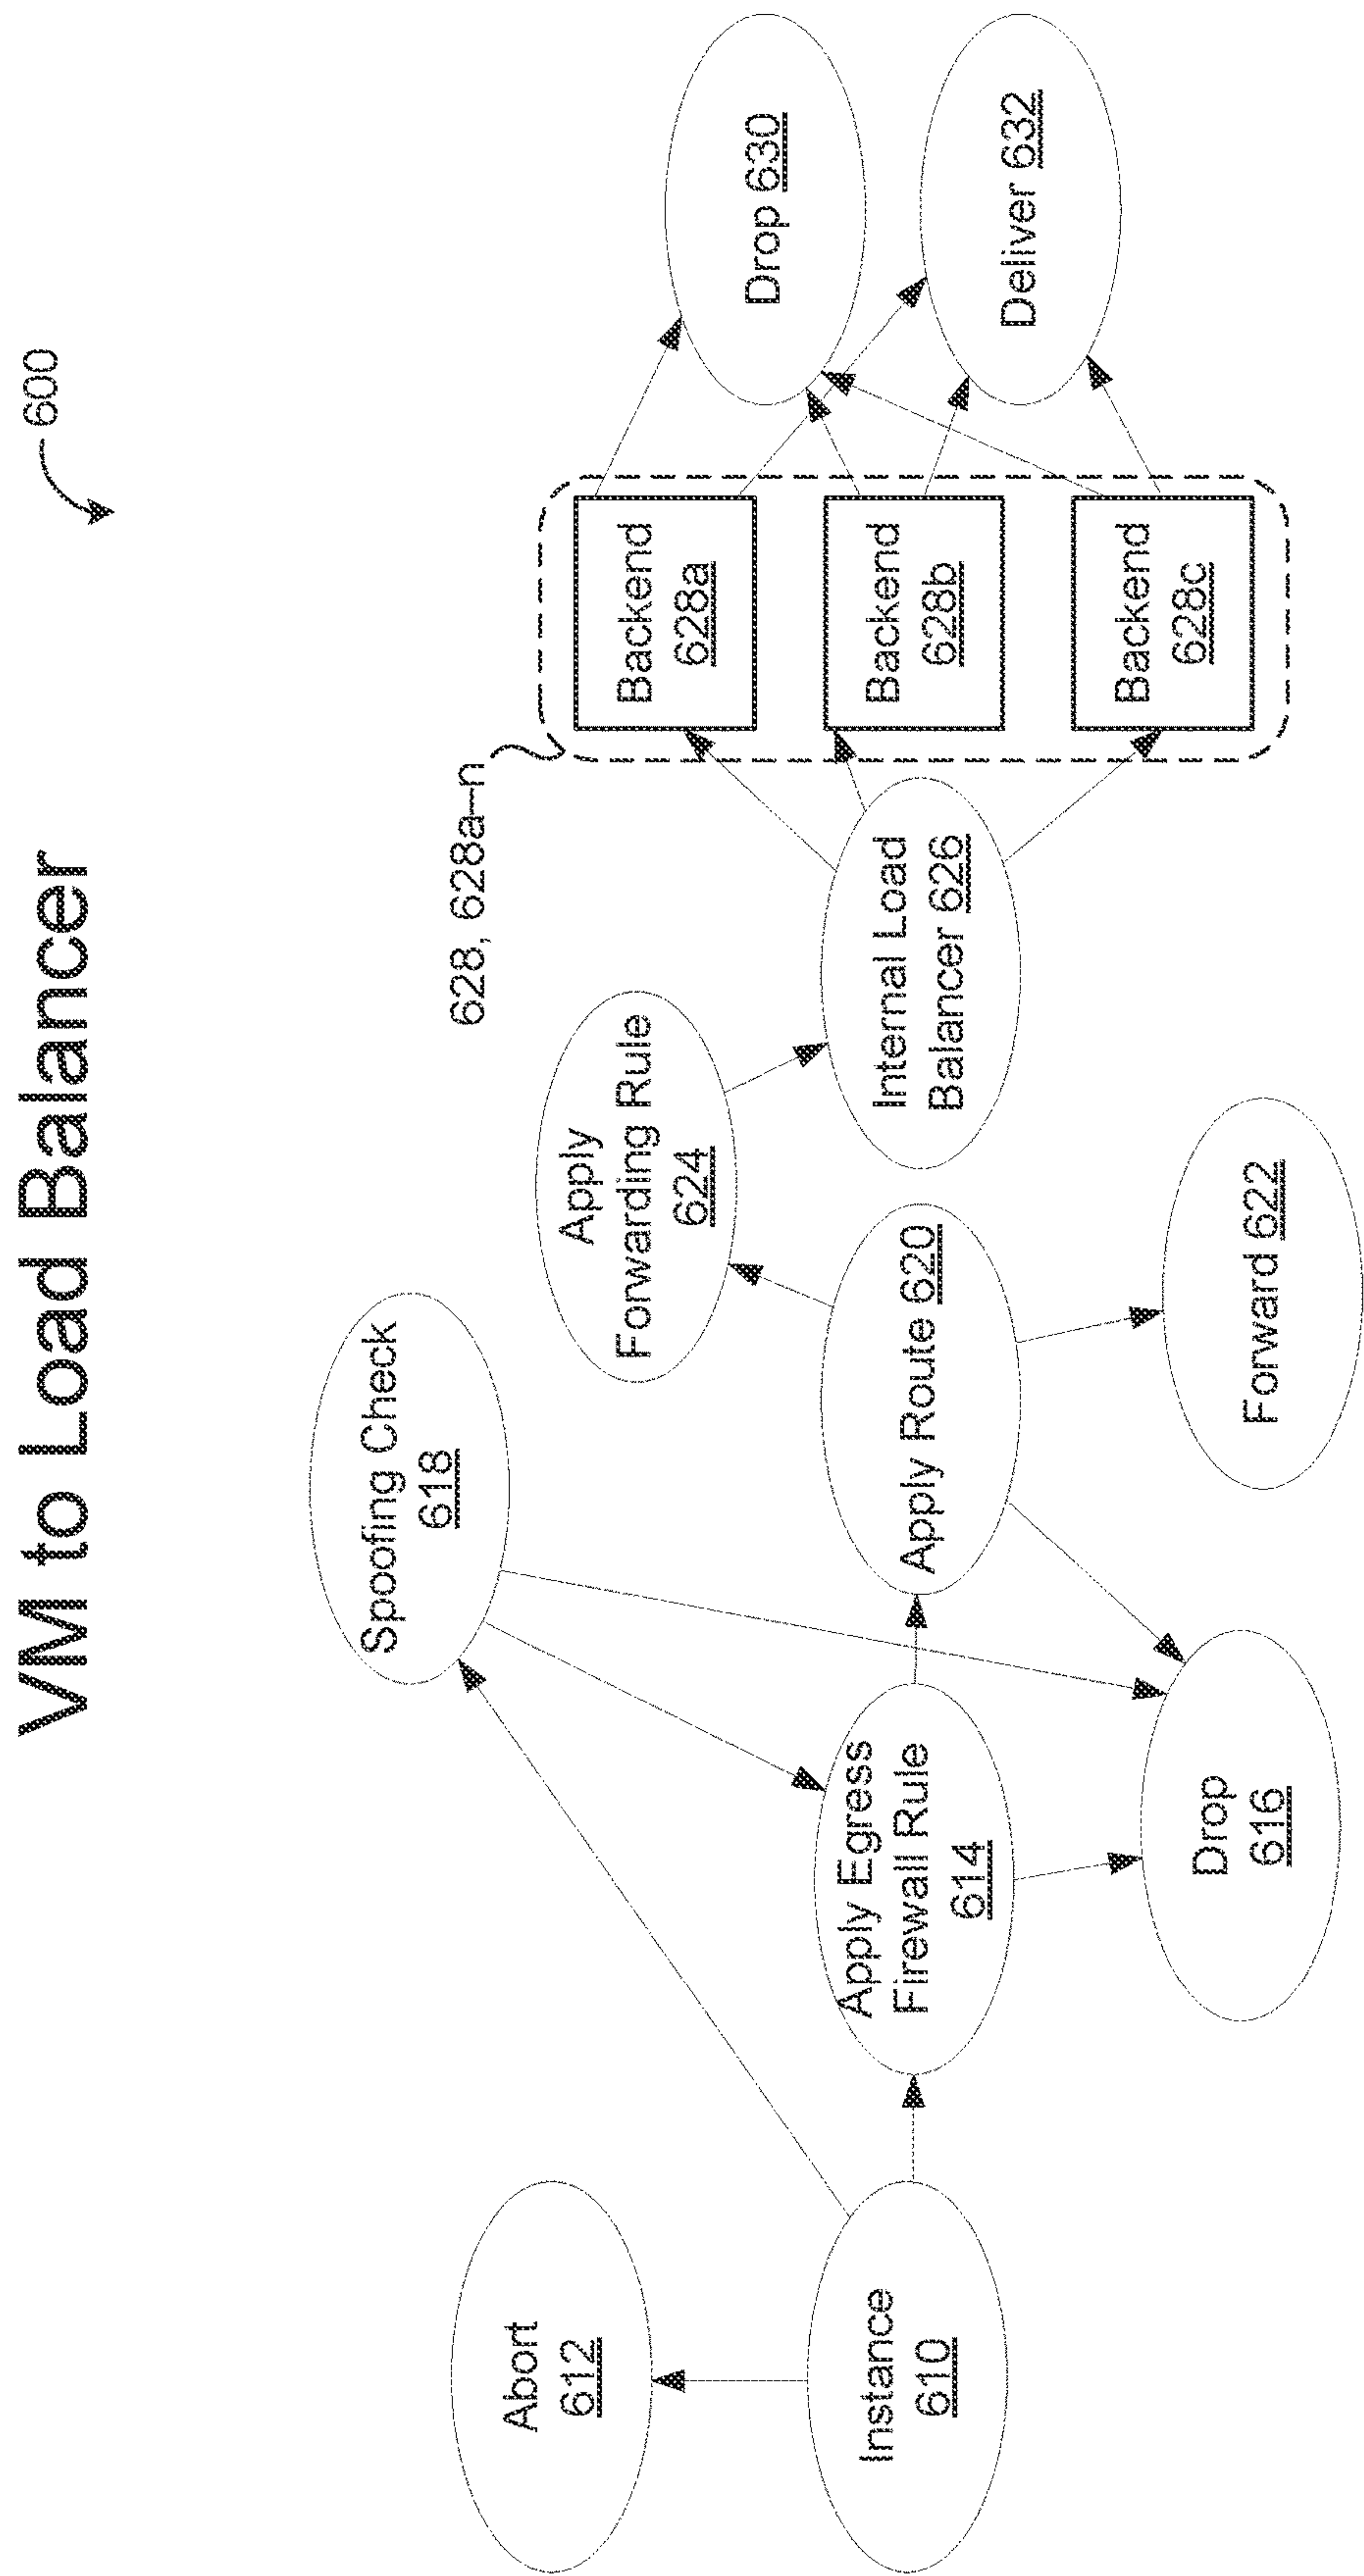 VM to Load Balancer
600
Abort
612
Instance
610
Spoofing Check
618
Apply Egress
Firewall Rule
614
Drop
616
Apply Route 620
Apply
Forwarding Rule
624
Forward 622
Internal Load
Balancer 626
628, 628a–n
Backend
628a
Backend
628b
Backend
628c
Drop 630
Deliver 632